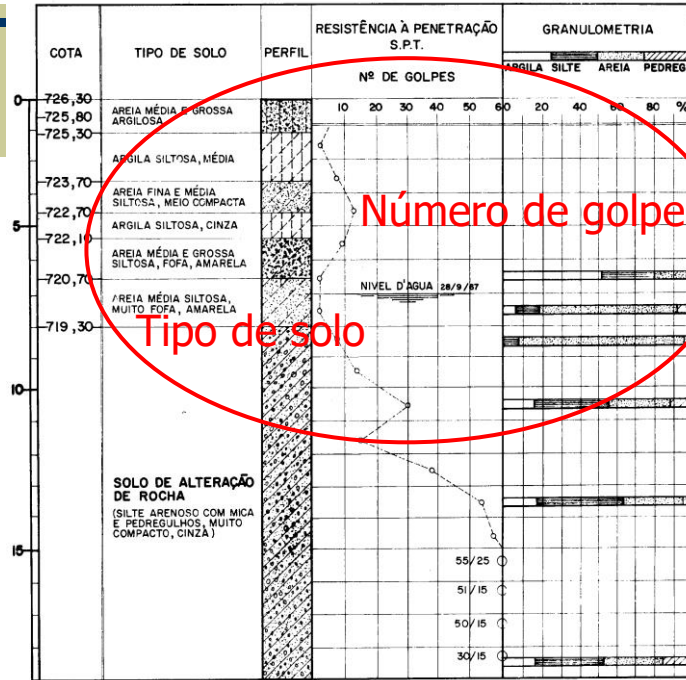 COTA
TIPO DE SOLO
PERFIL
RESISTÊNCIA À PENETRAÇÃO
S.P.T.
Nº DE GOLPES
GRANULOMETRIA
ARGILA SILTE AREIA PEDREG
10 20 30 40 50 60
0 20 40 60 80 %
0
726,30
725,80
725,30
AREIA MÉDIA E GROSSA
ARGILOSA
ARGILA SILTOSA, MÉDIA
723,70
AREIA FINA E MÉDIA
SILTOSA, MEIO COMPACTA
722,70
Número de golpe
5
ARGILA SILTOSA, CINZA
722,10
AREIA MÉDIA E GROSSA
SILTOSA, FOFA, AMARELA
720,70
NIVEL D'AGUA 28/9/87
AREIA MÉDIA SILTOSA,
MUITO FOFA, AMARELA
719,30
Tipo de solo
10
SOLO DE ALTERAÇÃO
DE ROCHA
(SILTE ARENOSO COM MICA
E PEDREGULHOS, MUITO
COMPACTO, CINZA)
15
55/25
51/15
50/15
30/15